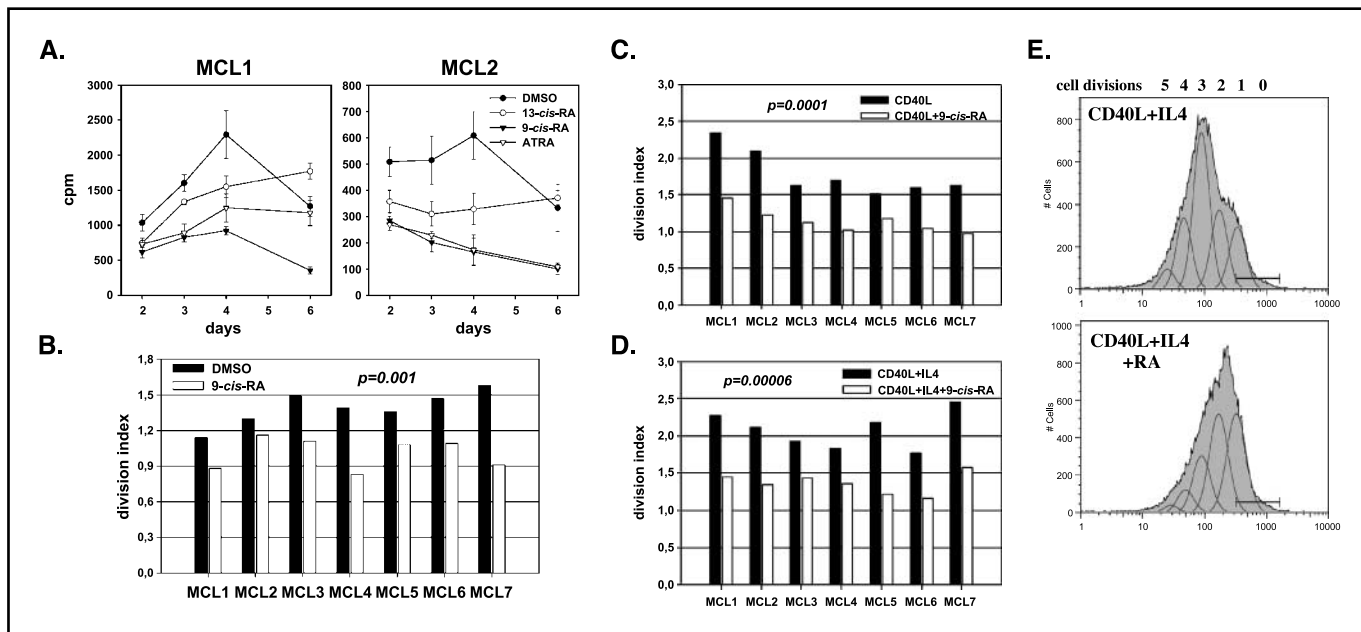 A.
MCL1
MCL2
cpm
3000
2500
2000
1500
1000
500
0
2 3 4 5 6
days
800
700
600
500
400
300
200
100
0
2 3 4 5 6
days
DMSO
13-cis-RA
9-cis-RA
ATRA
B.
division index
1,8
1,5
1,2
0,9
0,6
0,3
0,0
DMSO
9-cis-RA
p=0.001
MCL1 MCL2 MCL3 MCL4 MCL5 MCL6 MCL7
C.
division index
3,0
2,5
2,0
1,5
1,0
0,5
0,0
p=0.0001
CD40L
CD40L+9-cis-RA
MCL1 MCL2 MCL3 MCL4 MCL5 MCL6 MCL7
D.
division index
3,0
2,5
2,0
1,5
1,0
0,5
0,0
p=0.00006
CD40L+IL4
CD40L+IL4+9-cis-RA
MCL1 MCL2 MCL3 MCL4 MCL5 MCL6 MCL7
E.
cell divisions 5 4 3 2 1 0
CD40L+IL4
# Cells
800
600
400
200
0
1 10 100 1000 10000
CD40L+IL4
+RA
# Cells
1000
800
600
400
200
0
1 10 100 1000 10000